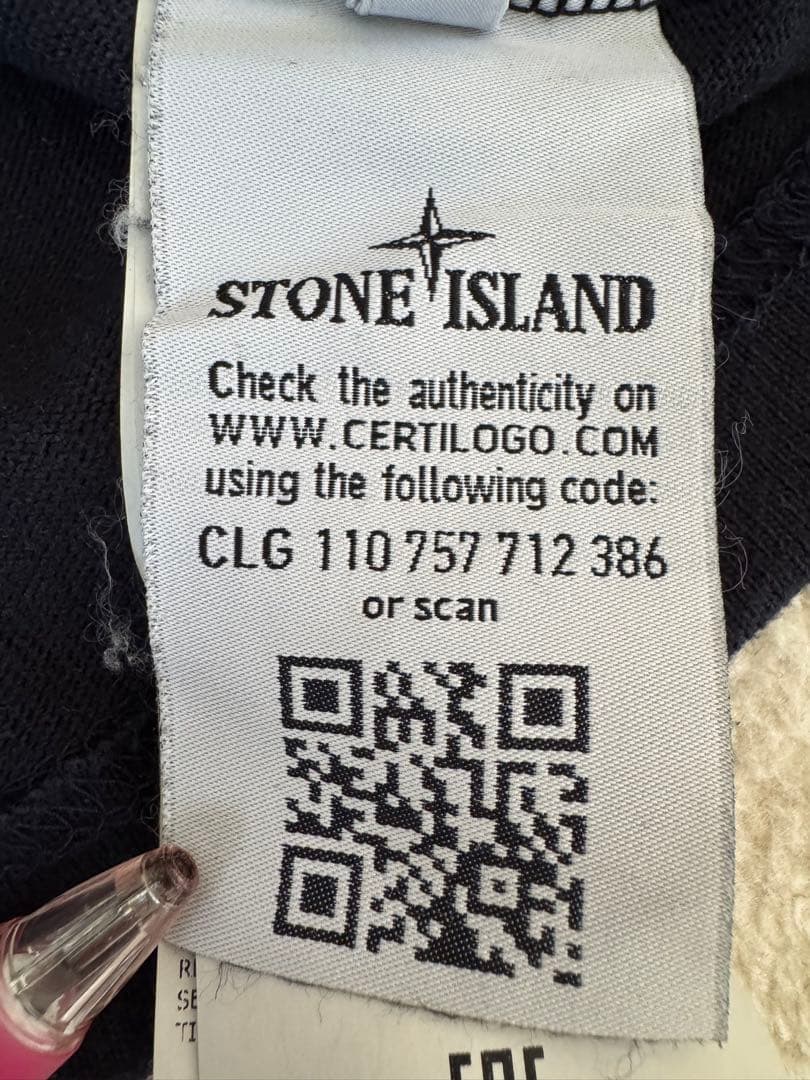 STONE ISLAND
Check the authenticity on
WWW.CERTILOGO.COM
using the following code:
CLG 110 757 712 386
or scan